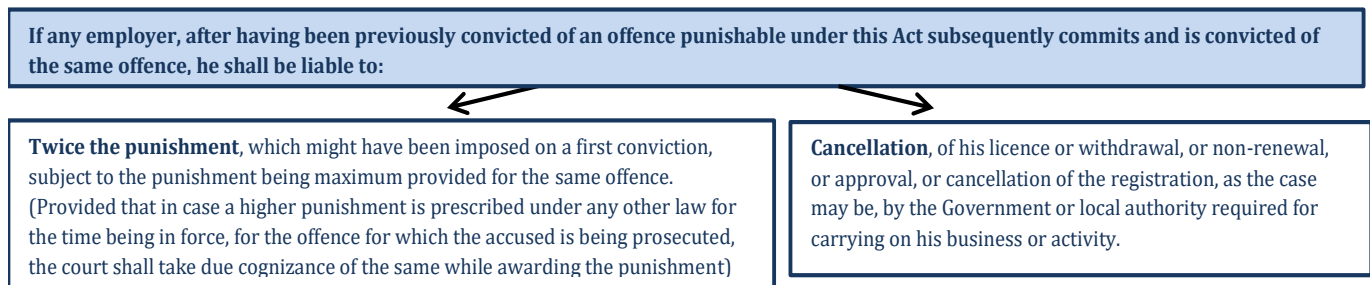 If any employer, after having been previously convicted of an offence punishable under this Act subsequently commits and is convicted of
the same offence, he shall be liable to:
Twice the punishment, which might have been imposed on a first conviction,
subject to the punishment being maximum provided for the same offence.
(Provided that in case a higher punishment is prescribed under any other law for
the time being in force, for the offence for which the accused is being prosecuted,
the court shall take due cognizance of the same while awarding the punishment)
Cancellation, of his licence or withdrawal, or non-renewal,
or approval, or cancellation of the registration, as the case
may be, by the Government or local authority required for
carrying on his business or activity.